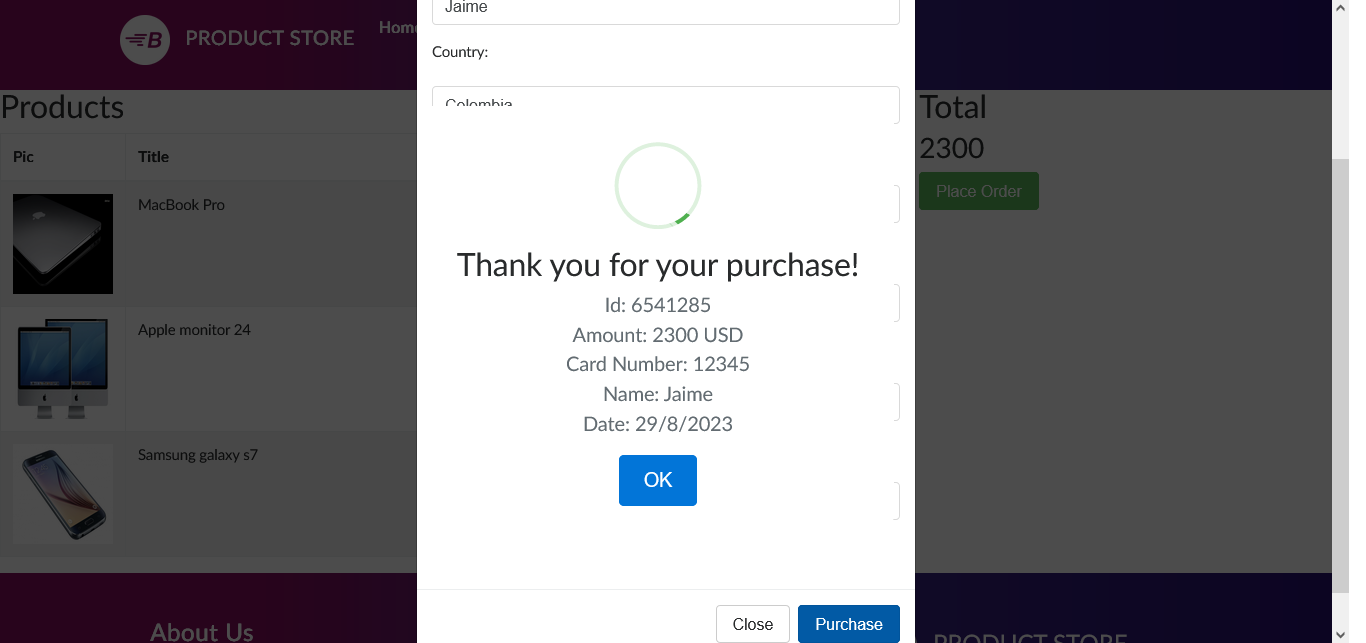 PRODUCT STORE
Home
Jaime
Country:
Colombia
Products
Pic
Title
MacBook Pro
Apple monitor 24
Samsung galaxy s7
Total
2300
Place Order
Thank you for your purchase!
Id: 6541285
Amount: 2300 USD
Card Number: 12345
Name: Jaime
Date: 29/8/2023
OK
Close
Purchase
About Us
PRODUCT STORE